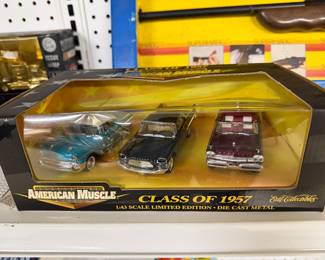 AMERICAN MUSCLE
CLASS OF 1957
1:43 SCALE LIMITED EDITION • DIE CAST METAL
Ertl Collectibles